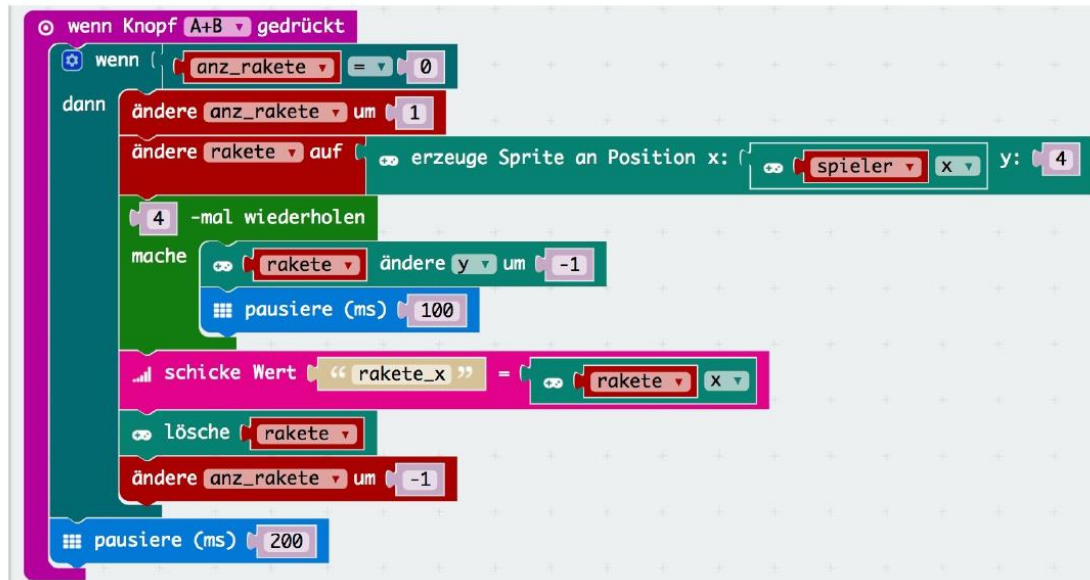 wenn Knopf A+B gedrückt
wenn anz_rakete = 0
dann ändere anz_rakete um 1
ändere rakete auf erzeuge Sprite an Position x: spieler x y: 4
4 -mal wiederholen
mache rakete ändere y um -1
pausiere (ms) 100
schicke Wert “ rakete_x ” = rakete x
lösche rakete
ändere anz_rakete um -1
pausiere (ms) 200